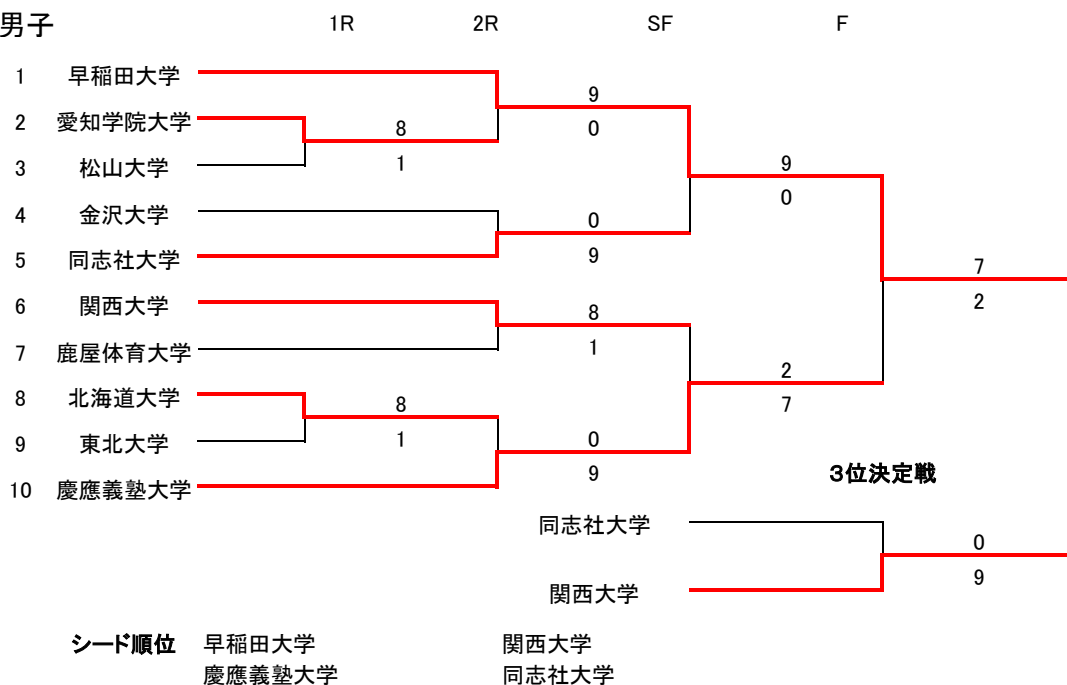 男子 1R 2R SF F
1 早稲田大学
9
2 愛知学院大学
8 0
3 松山大学 1 9
0
4 金沢大学 0
5 同志社大学 9
7
6 関西大学 8 2
7 鹿屋体育大学 1
2
8 北海道大学 8 7
9 東北大学 1 0
9 3位決定戦
10 慶應義塾大学
同志社大学
0
9
関西大学
シード順位 早稲田大学 関西大学
慶應義塾大学 同志社大学